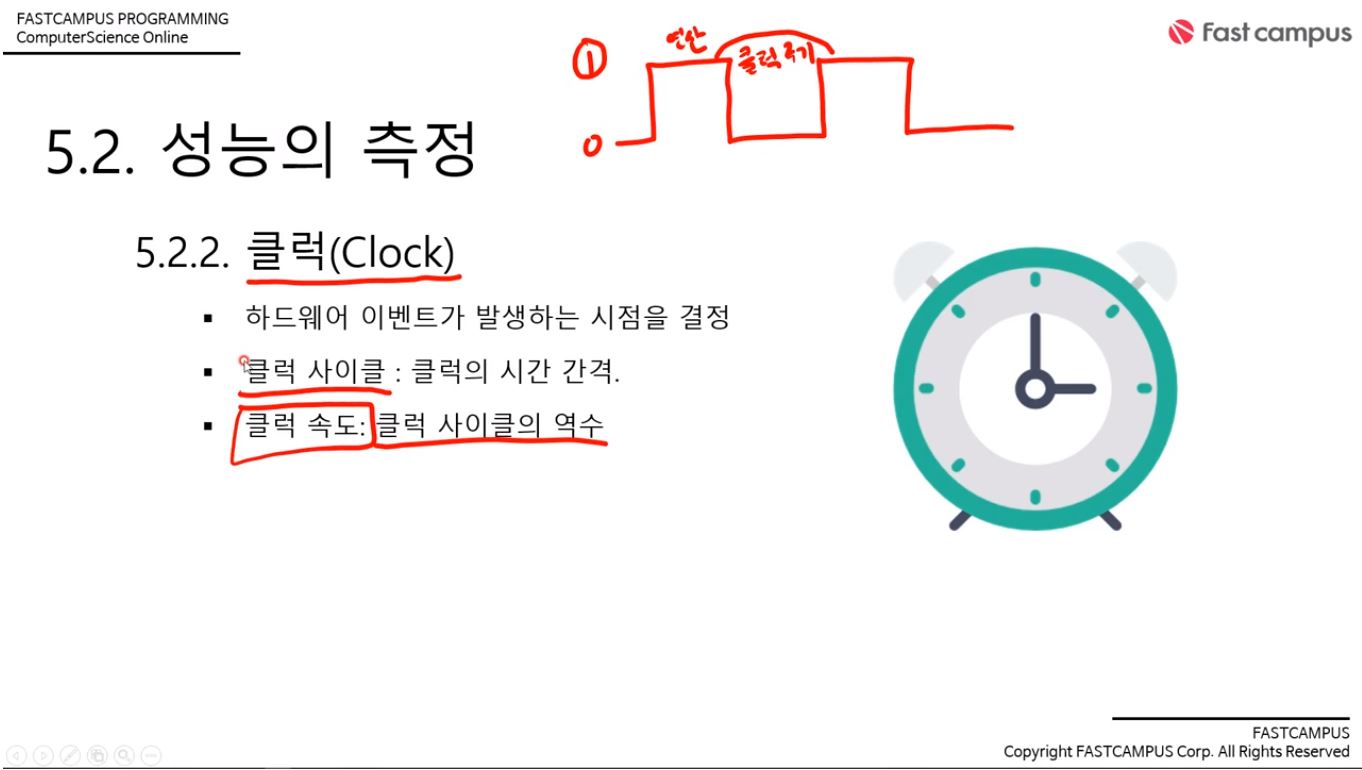 FASTCAMPUS PROGRAMMING
ComputerScience Online
Fast campus
① 연산 클럭 주기
0
5.2. 성능의 측정
5.2.2. 클럭(Clock)
▪ 하드웨어 이벤트가 발생하는 시점을 결정
▪ 클럭 사이클 : 클럭의 시간 간격.
▪ 클럭 속도: 클럭 사이클의 역수
FASTCAMPUS
Copyright FASTCAMPUS Corp. All Rights Reserved